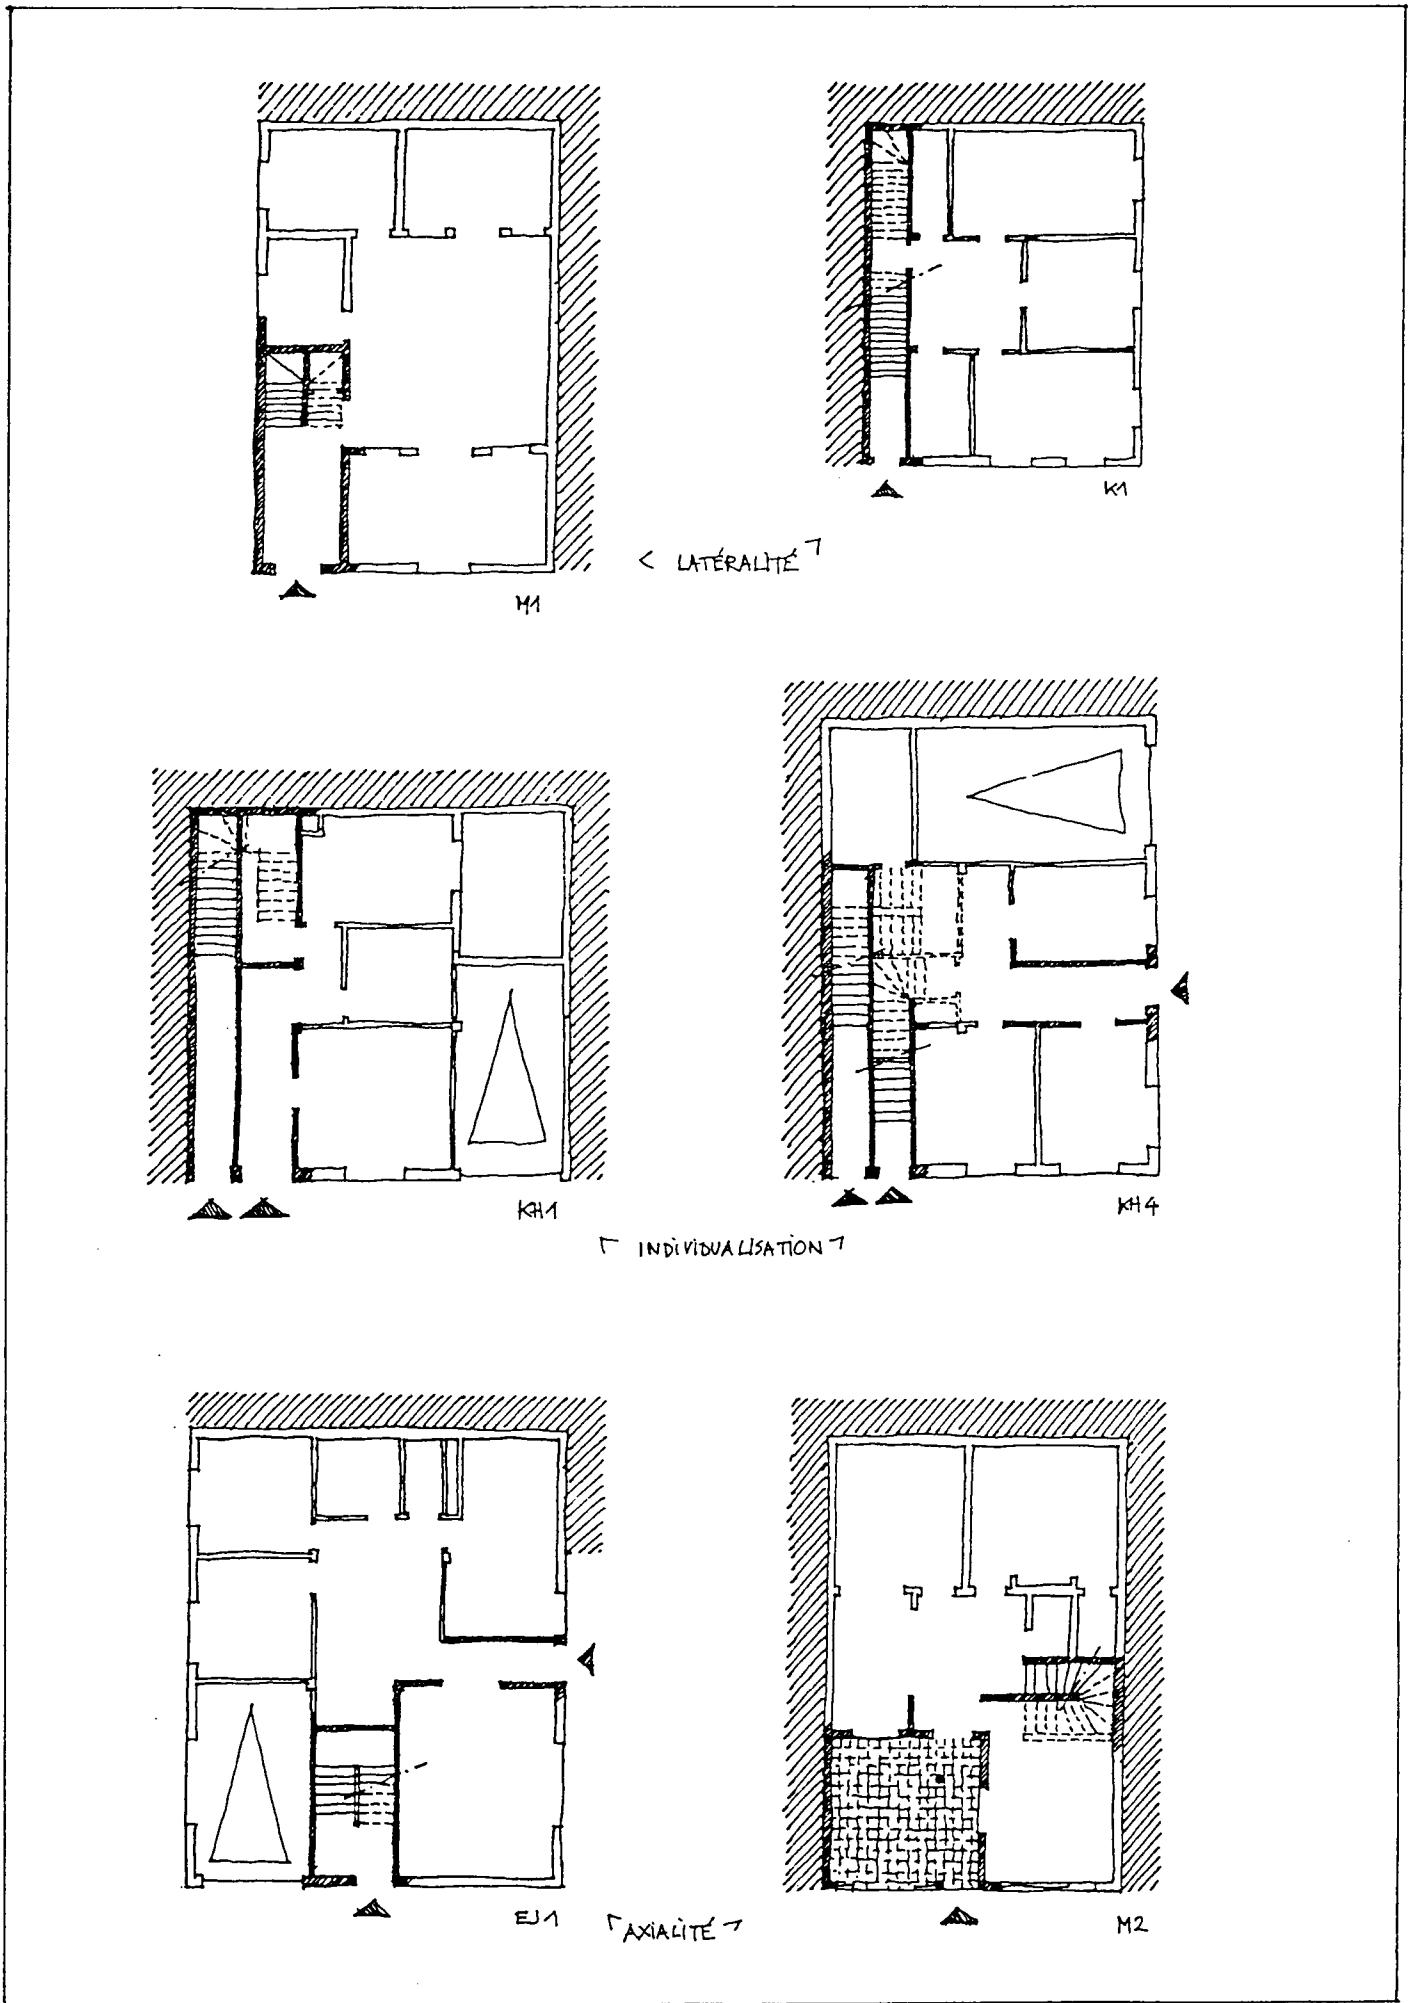 K1
< LATÉRALITÉ ┐
M1
KH1
KH4
┌ INDIVIDUALISATION ┐
EJ1
┌ AXIALITÉ ┐
M2